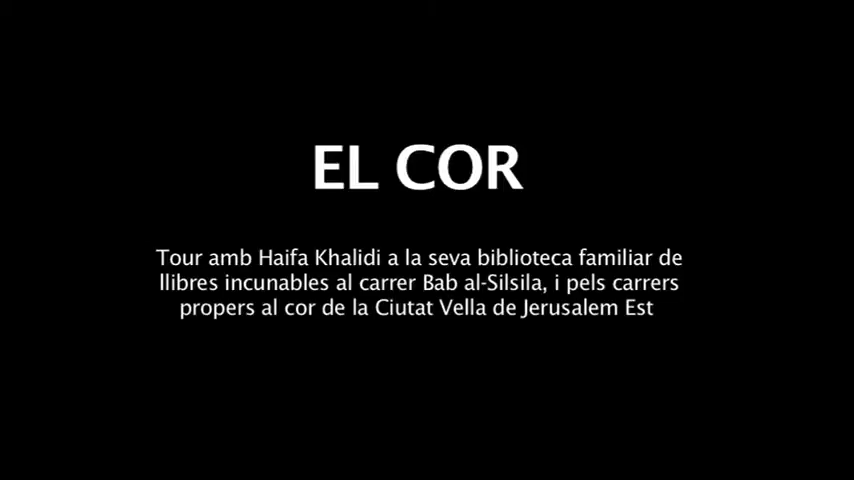 EL COR
Tour amb Haifa Khalidi a la seva biblioteca familiar de
llibres incunables al carrer Bab al-Silsila, i pels carrers
propers al cor de la Ciutat Vella de Jerusalem Est